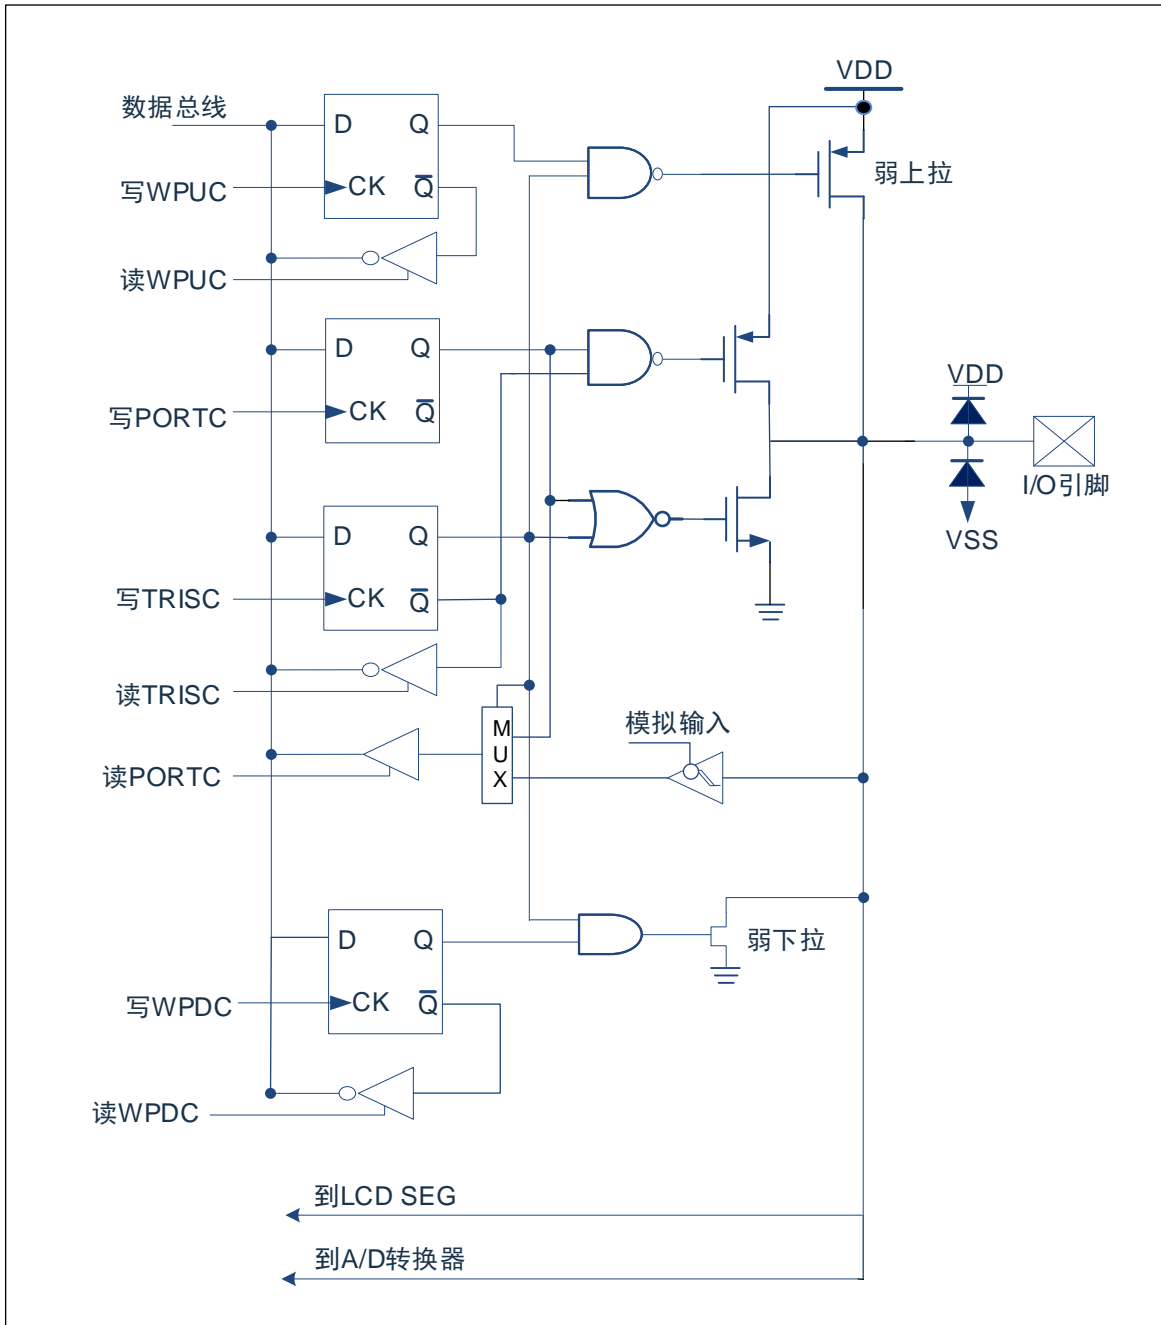 VDD
数据总线
D Q
写WPUC
CK Q
弱上拉
读WPUC
D Q
写PORTC
CK Q
VDD
I/O引脚
VSS
D Q
写TRISC
CK Q
读TRISC
模拟输入
M
U
X
读PORTC
D Q
弱下拉
写WPDC
CK Q
读WPDC
到LCD SEG
到A/D转换器